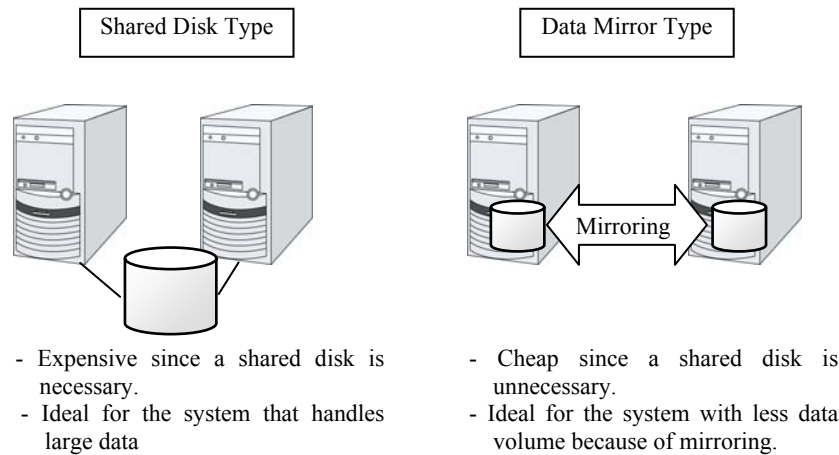 Shared Disk Type
- Expensive since a shared disk is
necessary.
- Ideal for the system that handles
large data
Data Mirror Type
Mirroring
- Cheap since a shared disk is
unnecessary.
- Ideal for the system with less data
volume because of mirroring.